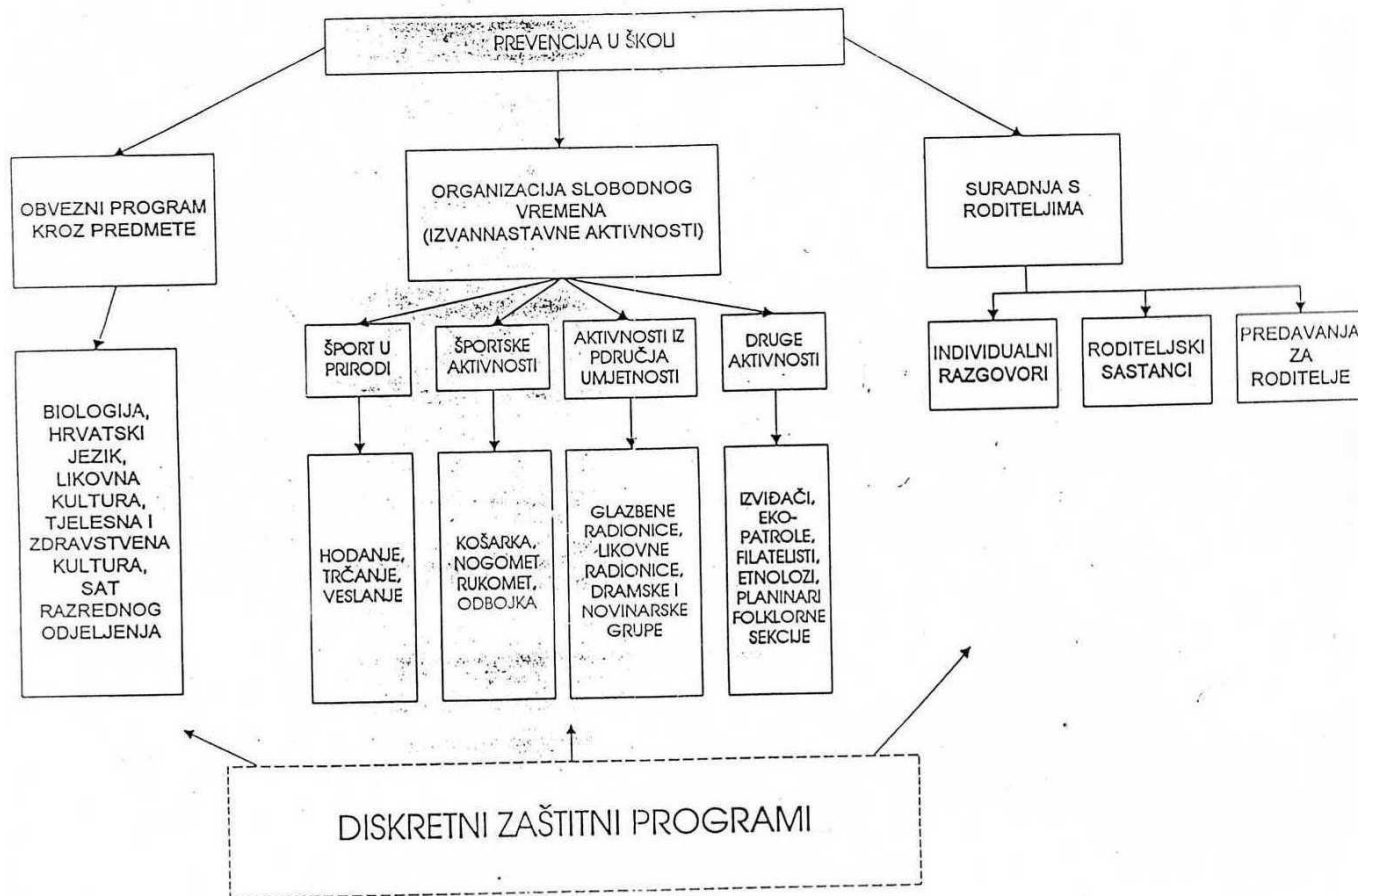 PREVENCIJA U ŠKOLI
OBVEZNI PROGRAM
KROZ PREDMETE
ORGANIZACIJA SLOBODNOG
VREMENA
(IZVANNASTAVNE AKTIVNOSTI)
SURADNJA S
RODITELJIMA
BIOLOGIJA,
HRVATSKI
JEZIK,
LIKOVNA
KULTURA,
TJELESNA I
ZDRAVSTVENA
KULTURA,
SAT
RAZREDNOG
ODJELJENJA
ŠPORT U
PRIRODI
ŠPORTSKE
AKTIVNOSTI
AKTIVNOSTI IZ
PDRUČJA
UMJETNOSTI
DRUGE
AKTIVNOSTI
INDIVIDUALNI
RAZGOVORI
RODITELJSKI
SASTANCI
PREDAVANJA
ZA
RODITELJE
HODANJE,
TRČANJE,
VESLANJE
KOŠARKA,
NOGOMET
RUKOMET,
ODBOJKA
GLAZBENE
RADIONICE,
LIKOVNE
RADIONICE,
DRAMSKE I
NOVINARSKE
GRUPE
IZVIĐAČI,
EKO-
PATROLE,
FILATELISTI,
ETNOLOZI,
PLANINARI
FOLKLORNE
SEKCIJE
DISKRETNI ZAŠTITNI PROGRAMI